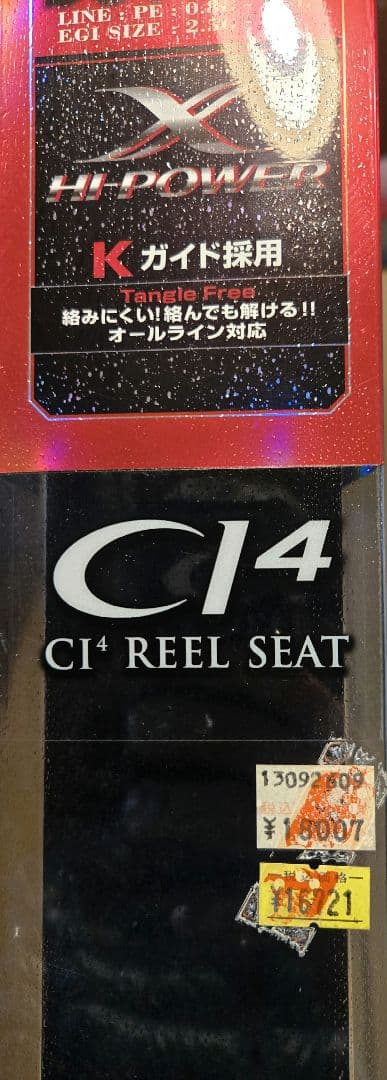 LINE : PE : 0.
EGI SIZE : 2.
X
HI-POWER
K ガイド採用
Tangle Free
絡みにくい!絡んでも解ける!!
オールライン対応
CI4
CI4 REEL SEAT
13092609
税込
¥18007
¥16721